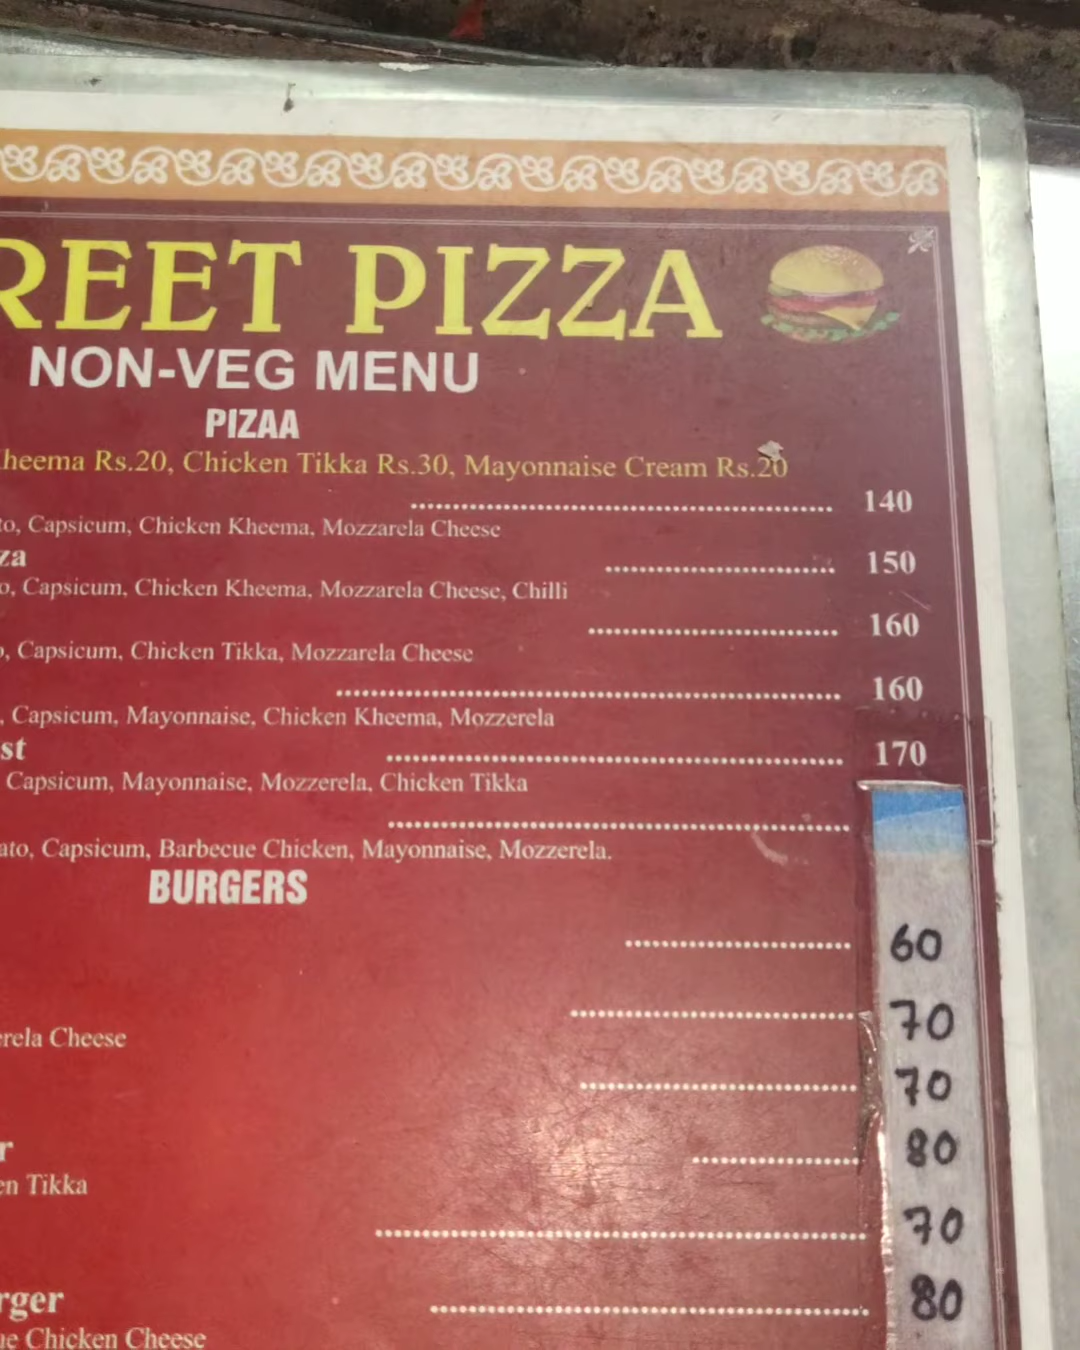 REET PIZZA
NON-VEG MENU
PIZAA
heema Rs.20, Chicken Tikka Rs.30, Mayonnaise Cream Rs.20
........................ 140
to, Capsicum, Chicken Kheema, Mozzarela Cheese
za ........................ 150
o, Capsicum, Chicken Kheema, Mozzarela Cheese, Chilli
........................ 160
o, Capsicum, Chicken Tikka, Mozzarela Cheese
........................ 160
, Capsicum, Mayonnaise, Chicken Kheema, Mozzerela
st ........................ 170
Capsicum, Mayonnaise, Mozzerela, Chicken Tikka
........................
ato, Capsicum, Barbecue Chicken, Mayonnaise, Mozzerela.
BURGERS
........................ 60
........................ 70
erela Cheese
........................ 70
r ........................ 80
en Tikka
........................ 70
rger ........................ 80
ue Chicken Cheese